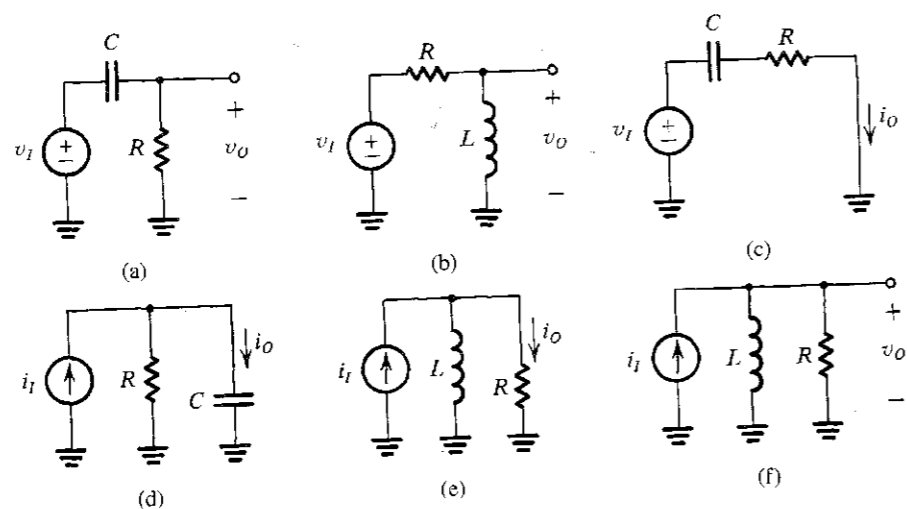 C
v_I
R
+
v_O
−
(a)
R
v_I
L
+
v_O
−
(b)
C
R
v_I
i_O
(c)
i_I
R
C
i_O
(d)
i_I
L
R
i_O
(e)
i_I
L
R
+
v_O
−
(f)